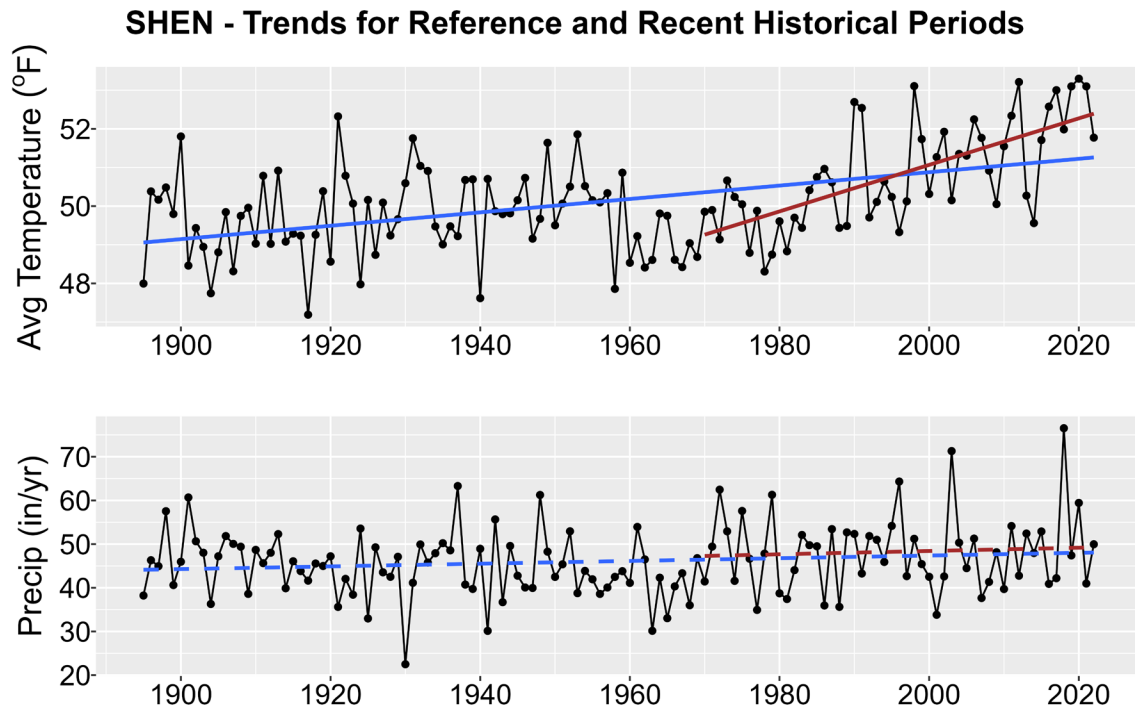 SHEN - Trends for Reference and Recent Historical Periods
Avg Temperature (°F)
52
50
48
1900 1920 1940 1960 1980 2000 2020
Precip (in/yr)
70
60
50
40
30
20
1900 1920 1940 1960 1980 2000 2020